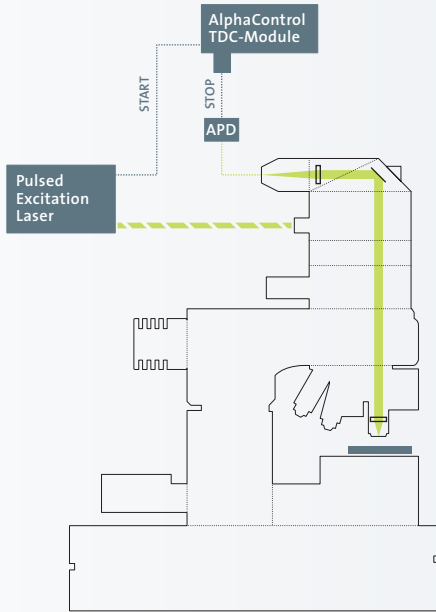 AlphaControl
TDC-Module
START
STOP
APD
Pulsed
Excitation
Laser